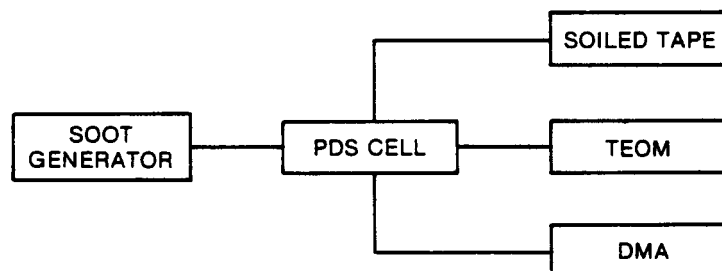 SOILED TAPE
SOOT
GENERATOR
PDS CELL
TEOM
DMA